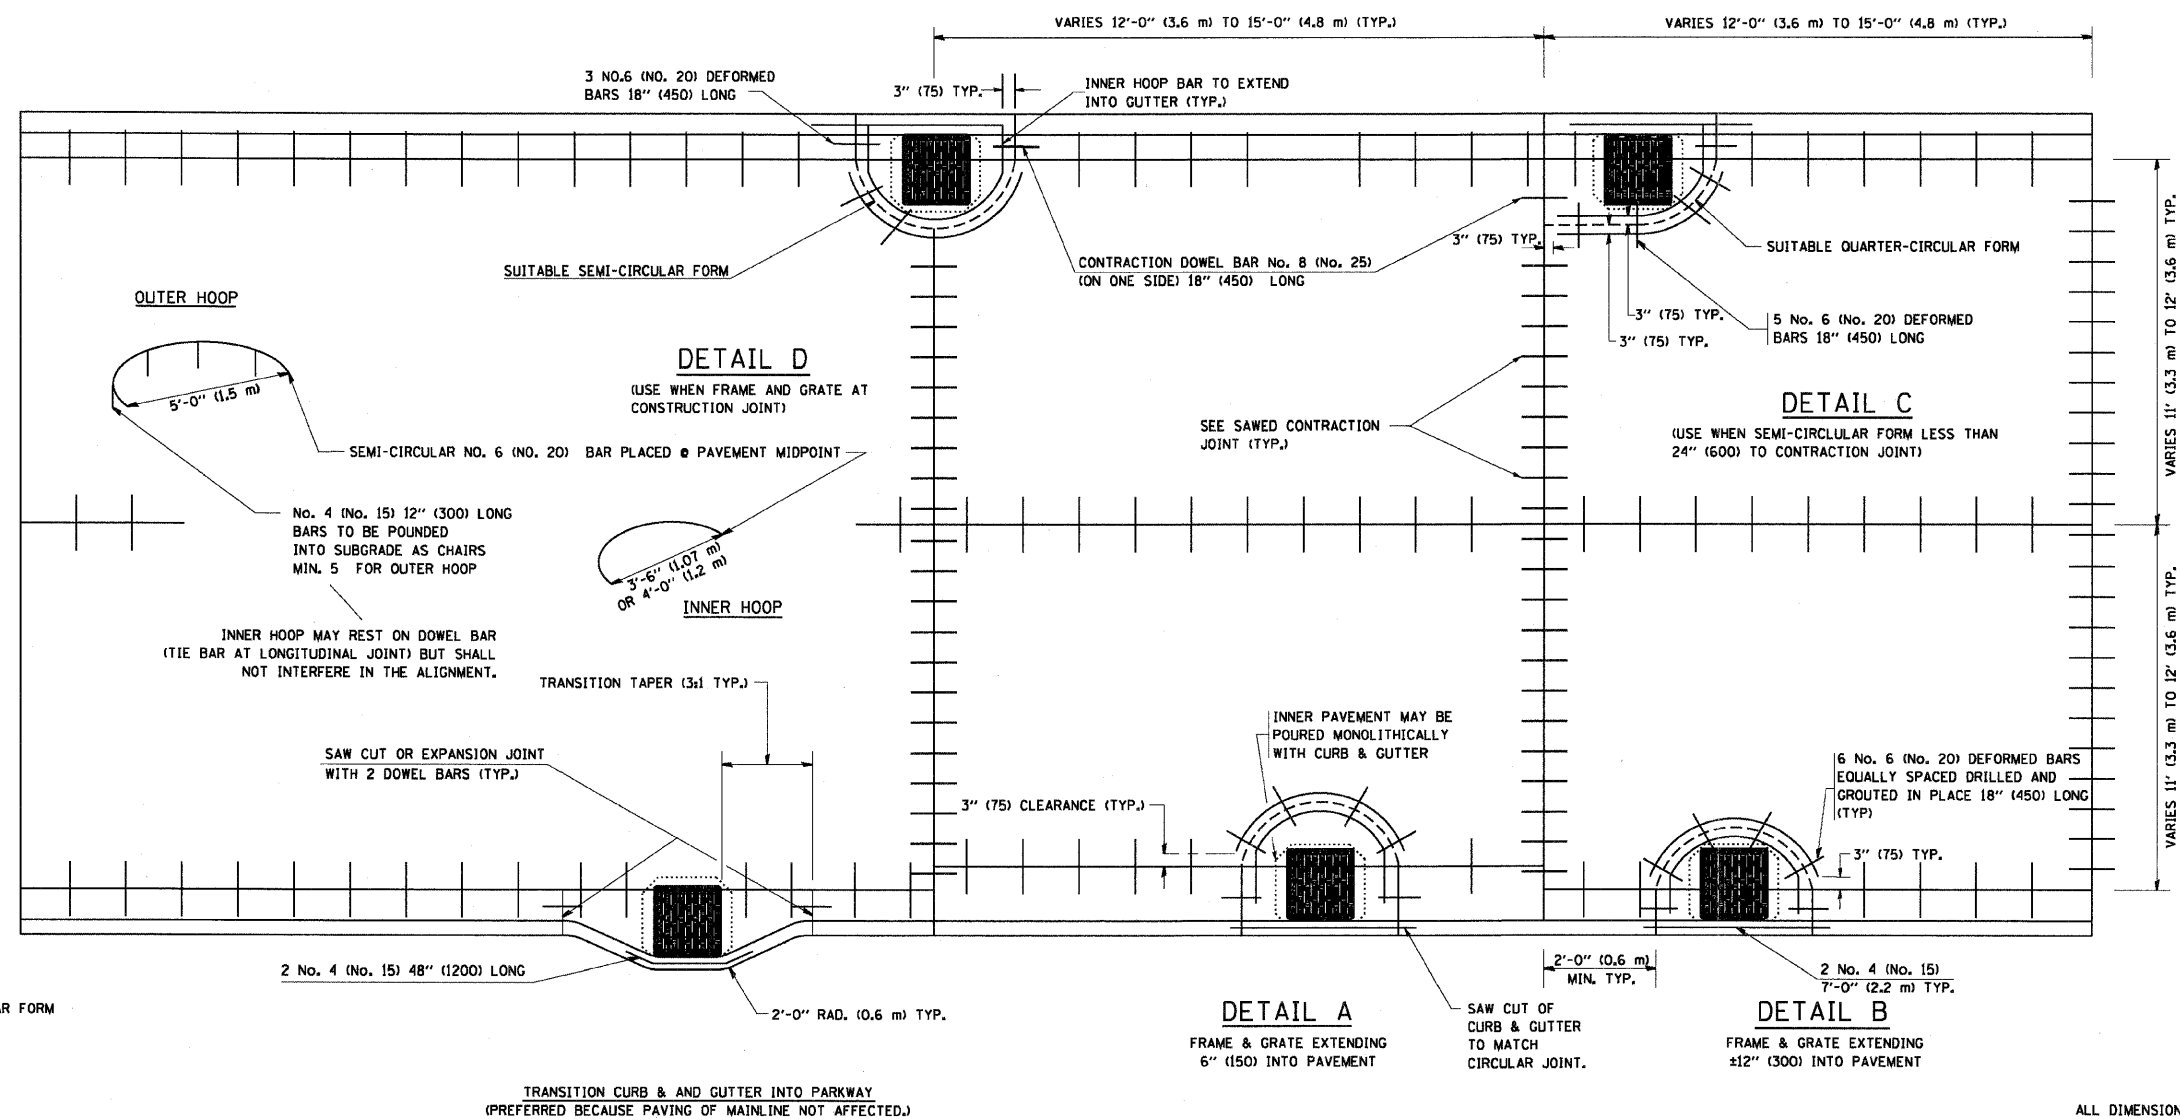 VARIES 12'-0" (3.6 m) TO 15'-0" (4.8 m) (TYP.)
VARIES 12'-0" (3.6 m) TO 15'-0" (4.8 m) (TYP.)
3 NO.6 (NO. 20) DEFORMED
BARS 18" (450) LONG
3" (75) TYP.
INNER HOOP BAR TO EXTEND
INTO GUTTER (TYP.)
SUITABLE SEMI-CIRCULAR FORM
CONTRACTION DOWEL BAR No. 8 (No. 25)
(ON ONE SIDE) 18" (450) LONG
3" (75) TYP.
SUITABLE QUARTER-CIRCULAR FORM
3" (75) TYP.
3" (75) TYP.
5 No. 6 (No. 20) DEFORMED
BARS 18" (450) LONG
VARIES 11' (3.3 m) TO 12' (3.6 m) TYP.
OUTER HOOP
5'-0" (1.5 m)
DETAIL D
(USE WHEN FRAME AND GRATE AT
CONSTRUCTION JOINT)
SEMI-CIRCULAR NO. 6 (NO. 20) BAR PLACED @ PAVEMENT MIDPOINT
SEE SAWED CONTRACTION
JOINT (TYP.)
DETAIL C
(USE WHEN SEMI-CIRCLULAR FORM LESS THAN
24" (600) TO CONTRACTION JOINT)
No. 4 (No. 15) 12" (300) LONG
BARS TO BE POUNDED
INTO SUBGRADE AS CHAIRS
MIN. 5 FOR OUTER HOOP
3'-6" (1.07 m)
OR 4'-0" (1.2 m)
INNER HOOP
INNER HOOP MAY REST ON DOWEL BAR
(TIE BAR AT LONGITUDINAL JOINT) BUT SHALL
NOT INTERFERE IN THE ALIGNMENT.
TRANSITION TAPER (3:1 TYP.)
SAW CUT OR EXPANSION JOINT
WITH 2 DOWEL BARS (TYP.)
INNER PAVEMENT MAY BE
POURED MONOLITHICALLY
WITH CURB & GUTTER
3" (75) CLEARANCE (TYP.)
6 No. 6 (No. 20) DEFORMED BARS
EQUALLY SPACED DRILLED AND
GROUTED IN PLACE 18" (450) LONG
(TYP)
3" (75) TYP.
VARIES 11' (3.3 m) TO 12' (3.6 m) TYP.
2 No. 4 (No. 15) 48" (1200) LONG
2'-0" RAD. (0.6 m) TYP.
2'-0" (0.6 m)
MIN. TYP.
2 No. 4 (No. 15)
7'-0" (2.2 m) TYP.
AR FORM
DETAIL A
FRAME & GRATE EXTENDING
6" (150) INTO PAVEMENT
SAW CUT OF
CURB & GUTTER
TO MATCH
CIRCULAR JOINT.
DETAIL B
FRAME & GRATE EXTENDING
±12" (300) INTO PAVEMENT
TRANSITION CURB & AND GUTTER INTO PARKWAY
(PREFERRED BECAUSE PAVING OF MAINLINE NOT AFFECTED.)
ALL DIMENSION